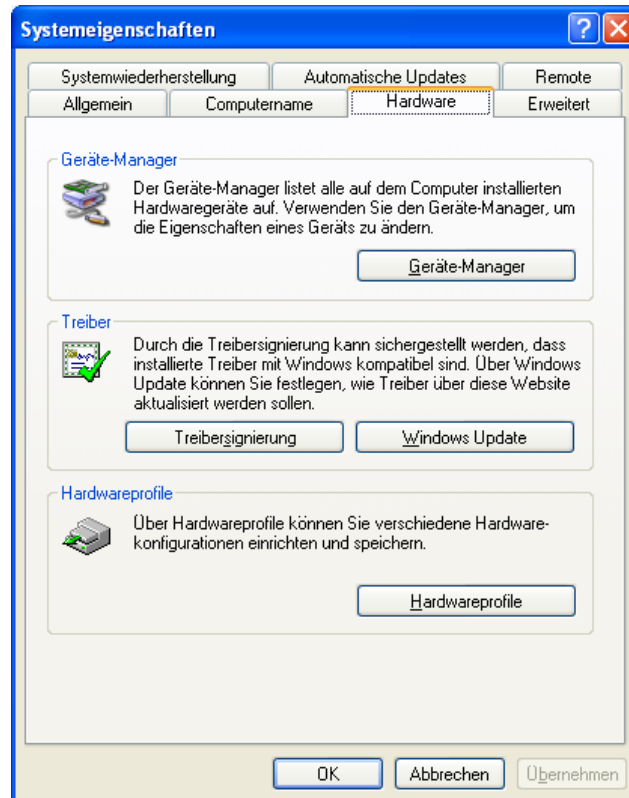 Systemeigenschaften
Systemwiederherstellung Automatische Updates Remote
Allgemein Computername Hardware Erweitert
Geräte-Manager
Der Geräte-Manager listet alle auf dem Computer installierten
Hardwaregeräte auf. Verwenden Sie den Geräte-Manager, um
die Eigenschaften eines Geräts zu ändern.
Geräte-Manager
Treiber
Durch die Treibersignierung kann sichergestellt werden, dass
installierte Treiber mit Windows kompatibel sind. Über Windows
Update können Sie festlegen, wie Treiber über diese Website
aktualisiert werden sollen.
Treibersignierung Windows Update
Hardwareprofile
Über Hardwareprofile können Sie verschiedene Hardware-
konfigurationen einrichten und speichern.
Hardwareprofile
OK Abbrechen Übernehmen